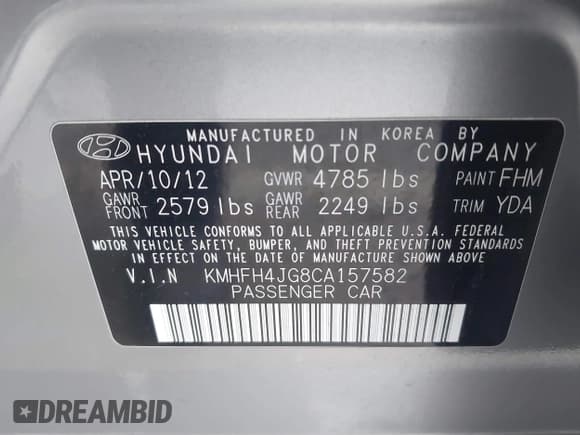 MANUFACTURED IN KOREA BY
HYUNDAI MOTOR COMPANY
APR/10/12 GVWR 4785 lbs PAINT FHM
GAWR FRONT 2579 lbs GAWR REAR 2249 lbs TRIM YDA
THIS VEHICLE CONFORMS TO ALL APPLICABLE U.S.A. FEDERAL
MOTOR VEHICLE SAFETY, BUMPER, AND THEFT PREVENTION STANDARDS
IN EFFECT ON THE DATE OF MANUFACTURE SHOWN ABOVE
V.I.N KMHFH4JG8CA157582
PASSENGER CAR
DREAMBID